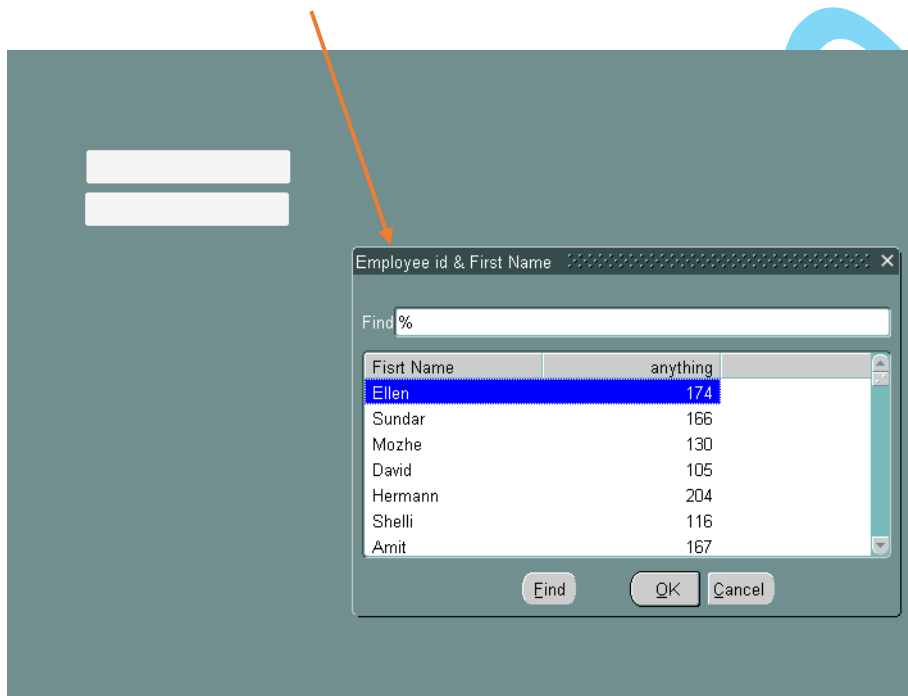 Employee id & First Name
Find %
Fisrt Name anything
Ellen 174
Sundar 166
Mozhe 130
David 105
Hermann 204
Shelli 116
Amit 167
Find OK Cancel